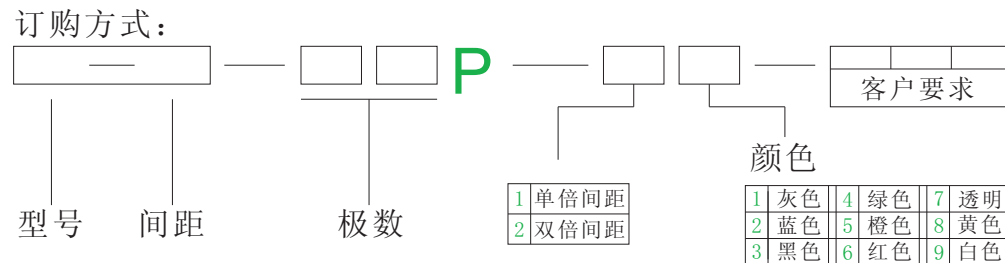 订购方式：
P
客户要求
颜色
型号 间距 极数
1 单倍间距
2 双倍间距
1 灰色 4 绿色 7 透明
2 蓝色 5 橙色 8 黄色
3 黑色 6 红色 9 白色